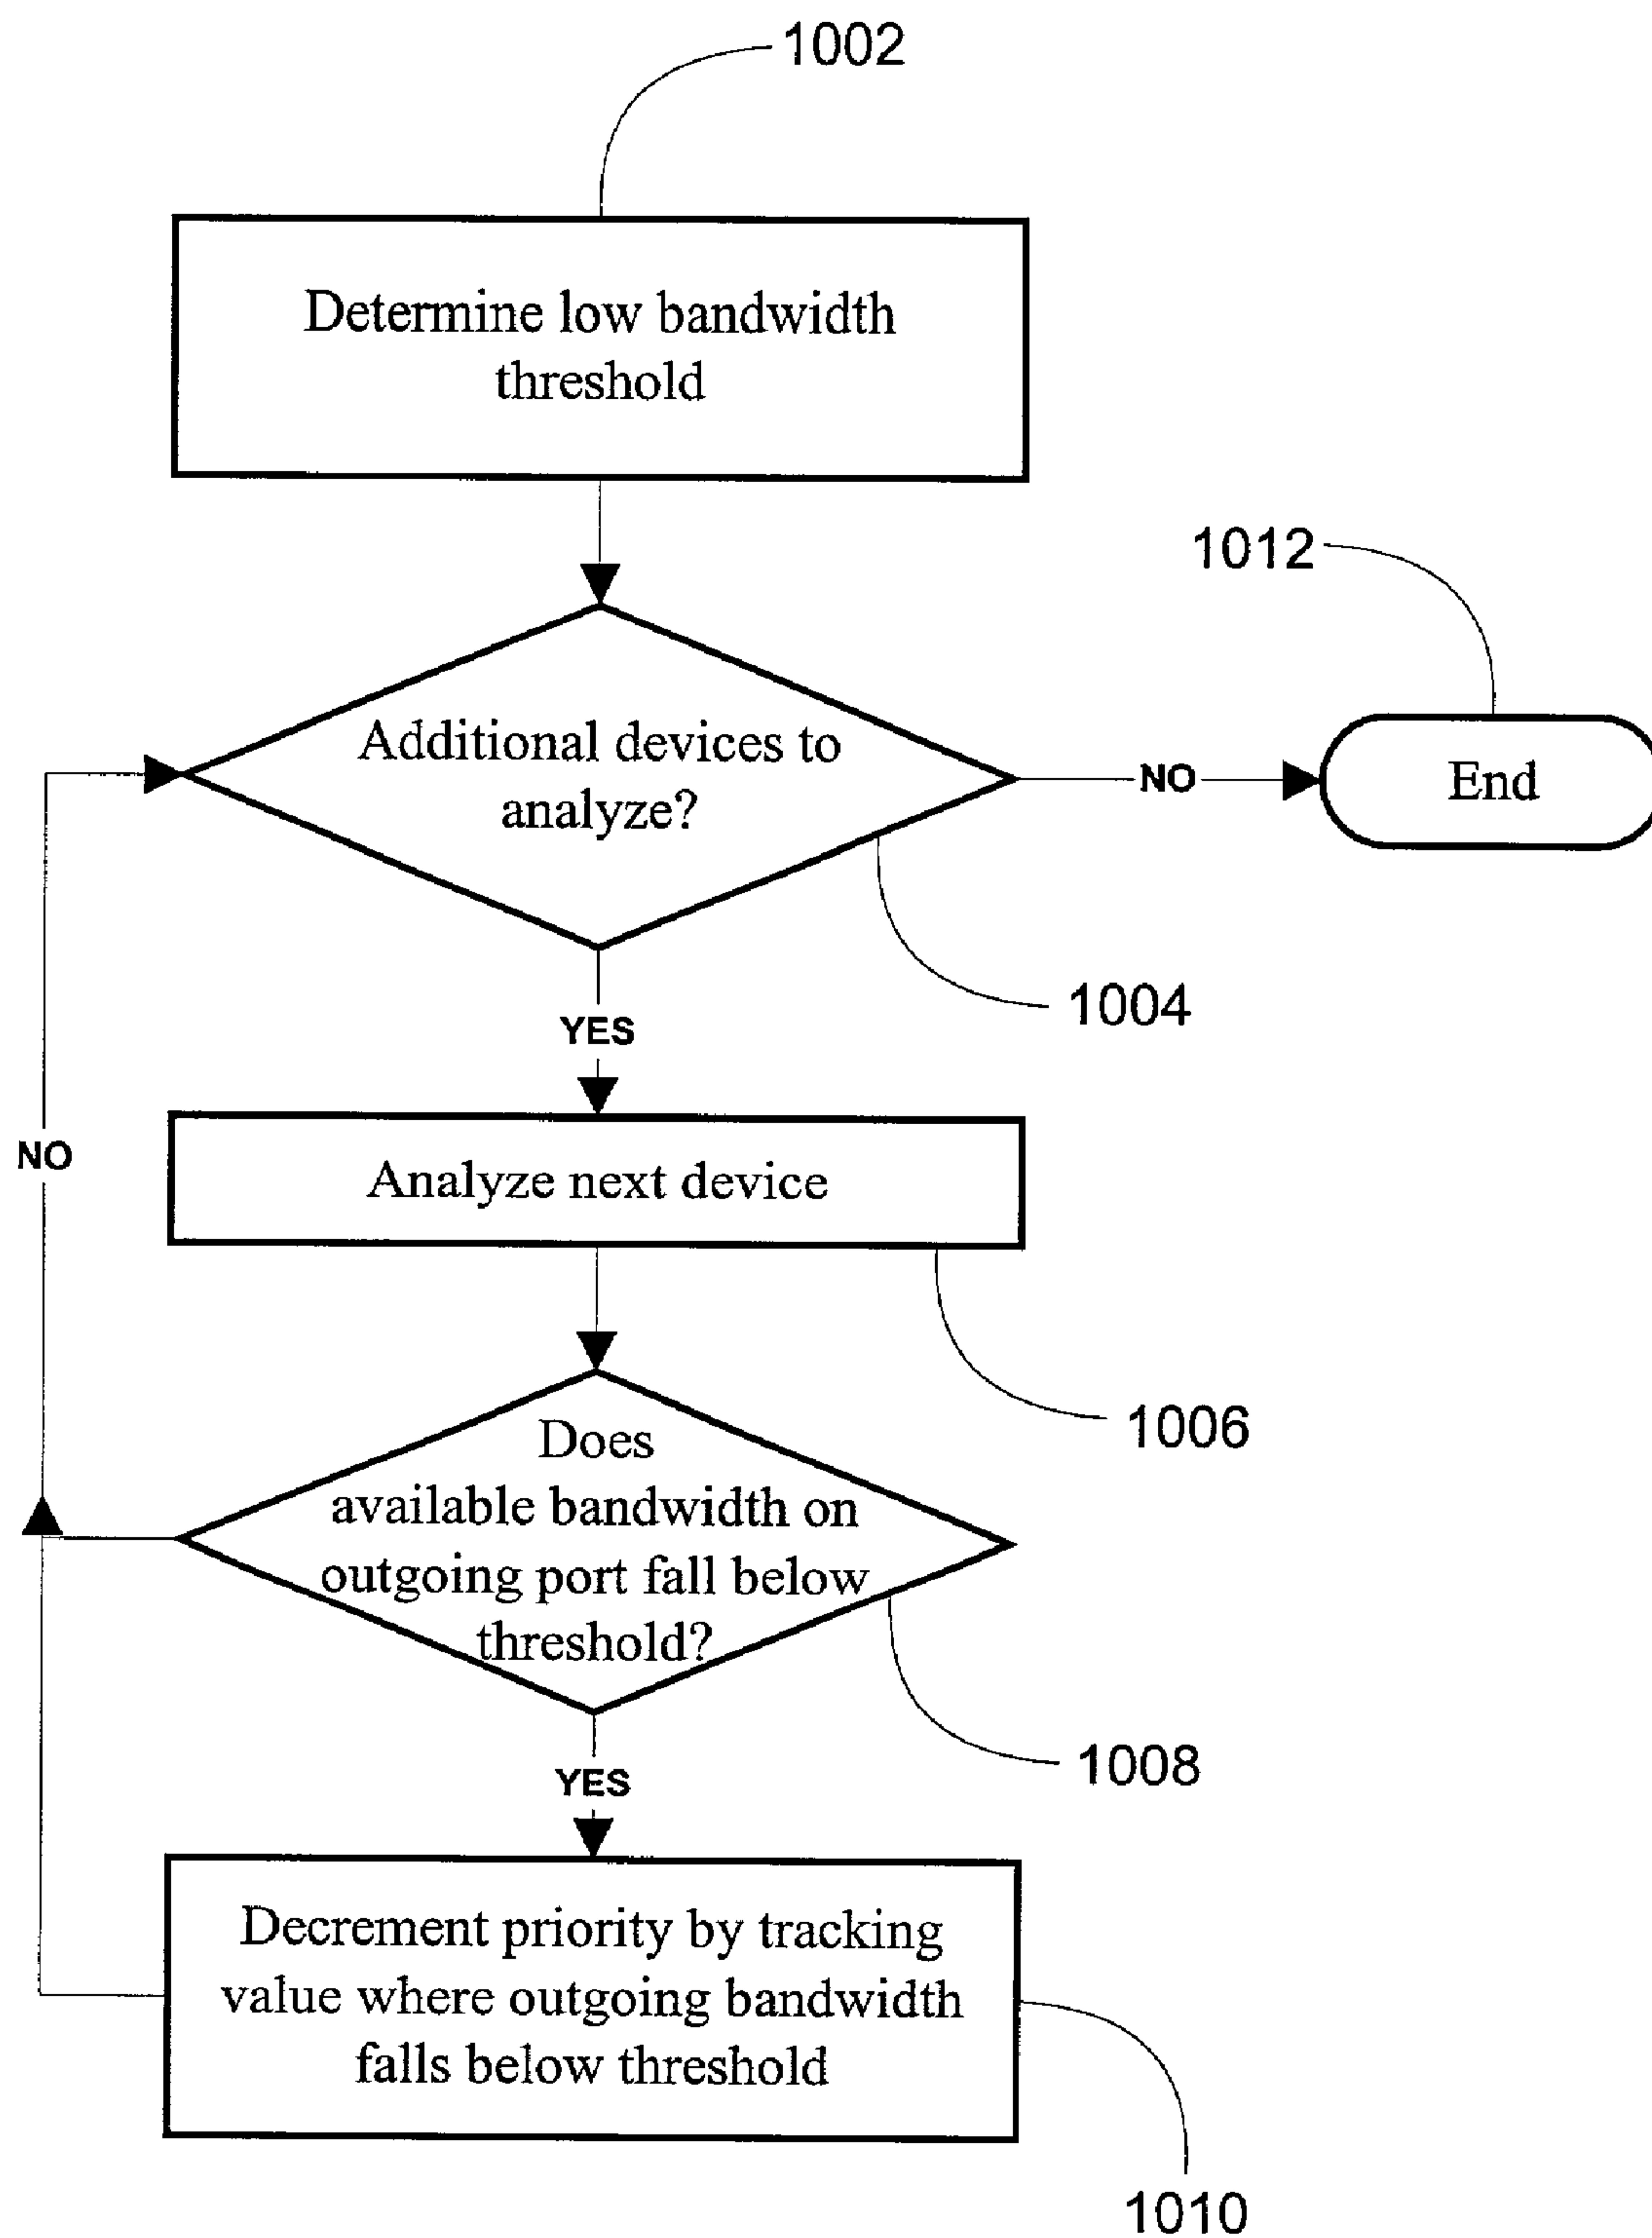 1002
Determine low bandwidth
threshold
1012
Additional devices to
analyze?
NO
End
1004
YES
NO
Analyze next device
1006
Does
available bandwidth on
outgoing port fall below
threshold?
1008
YES
Decrement priority by tracking
value where outgoing bandwidth
falls below threshold
1010